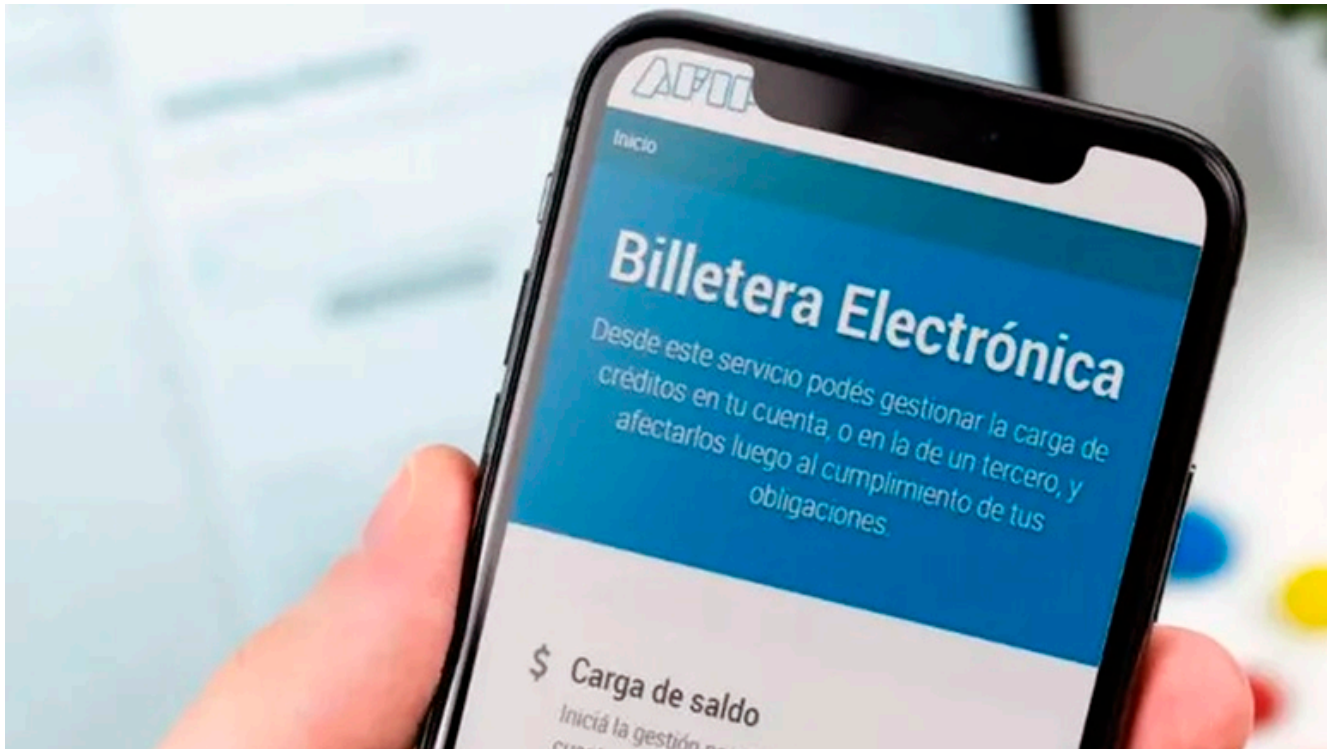 AFIP
Inicio
Billetera Electrónica
Desde este servicio podés gestionar la carga de
créditos en tu cuenta, o en la de un tercero, y
afectarlos luego al cumplimiento de tus
obligaciones.
$ Carga de saldo
Iniciá la gestión